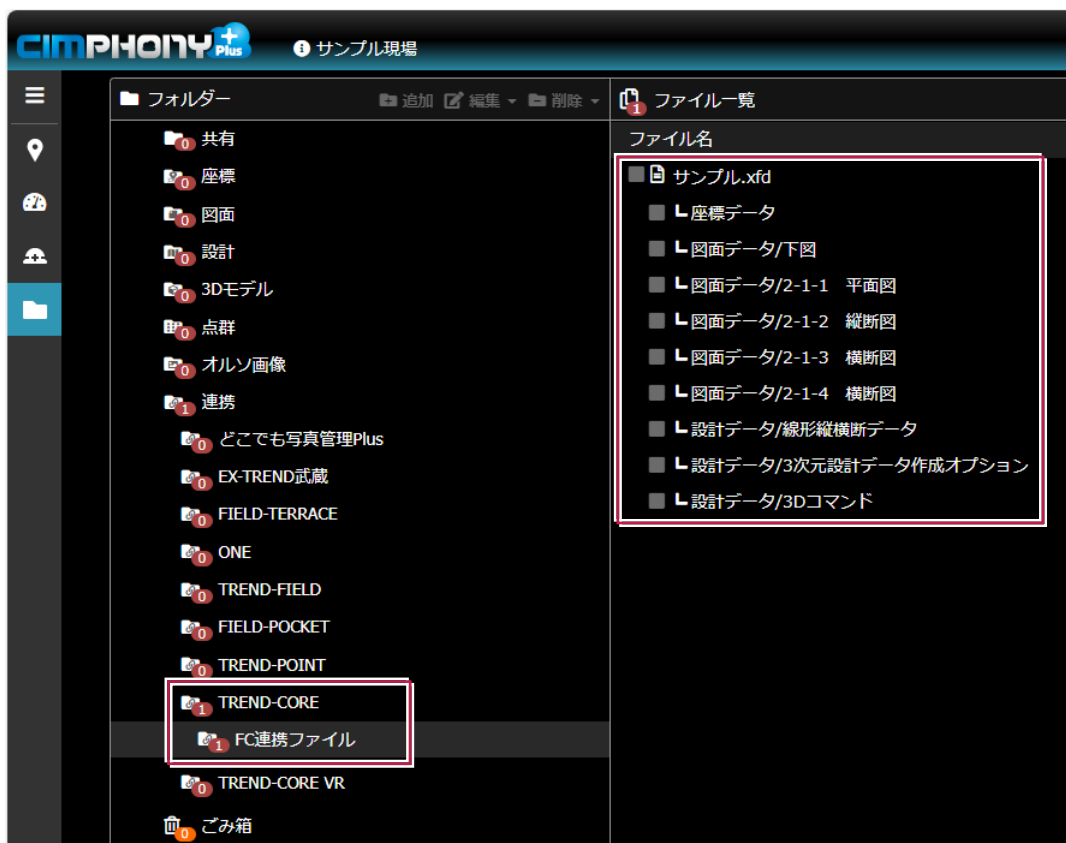 CIMPHONY Plus
サンプル現場
フォルダー
追加 編集 削除
1 ファイル一覧
ファイル名
0 共有
0 座標
0 図面
0 設計
0 3Dモデル
0 点群
0 オルソ画像
1 連携
0 どこでも写真管理Plus
0 EX-TREND武蔵
0 FIELD-TERRACE
0 ONE
0 TREND-FIELD
0 FIELD-POCKET
0 TREND-POINT
1 TREND-CORE
1 FC連携ファイル
0 TREND-CORE VR
0 ごみ箱
サンプル.xfd
┗座標データ
┗図面データ/下図
┗図面データ/2-1-1　平面図
┗図面データ/2-1-2　縦断図
┗図面データ/2-1-3　横断図
┗図面データ/2-1-4　横断図
┗設計データ/線形縦横断データ
┗設計データ/3次元設計データ作成オプション
┗設計データ/3Dコマンド